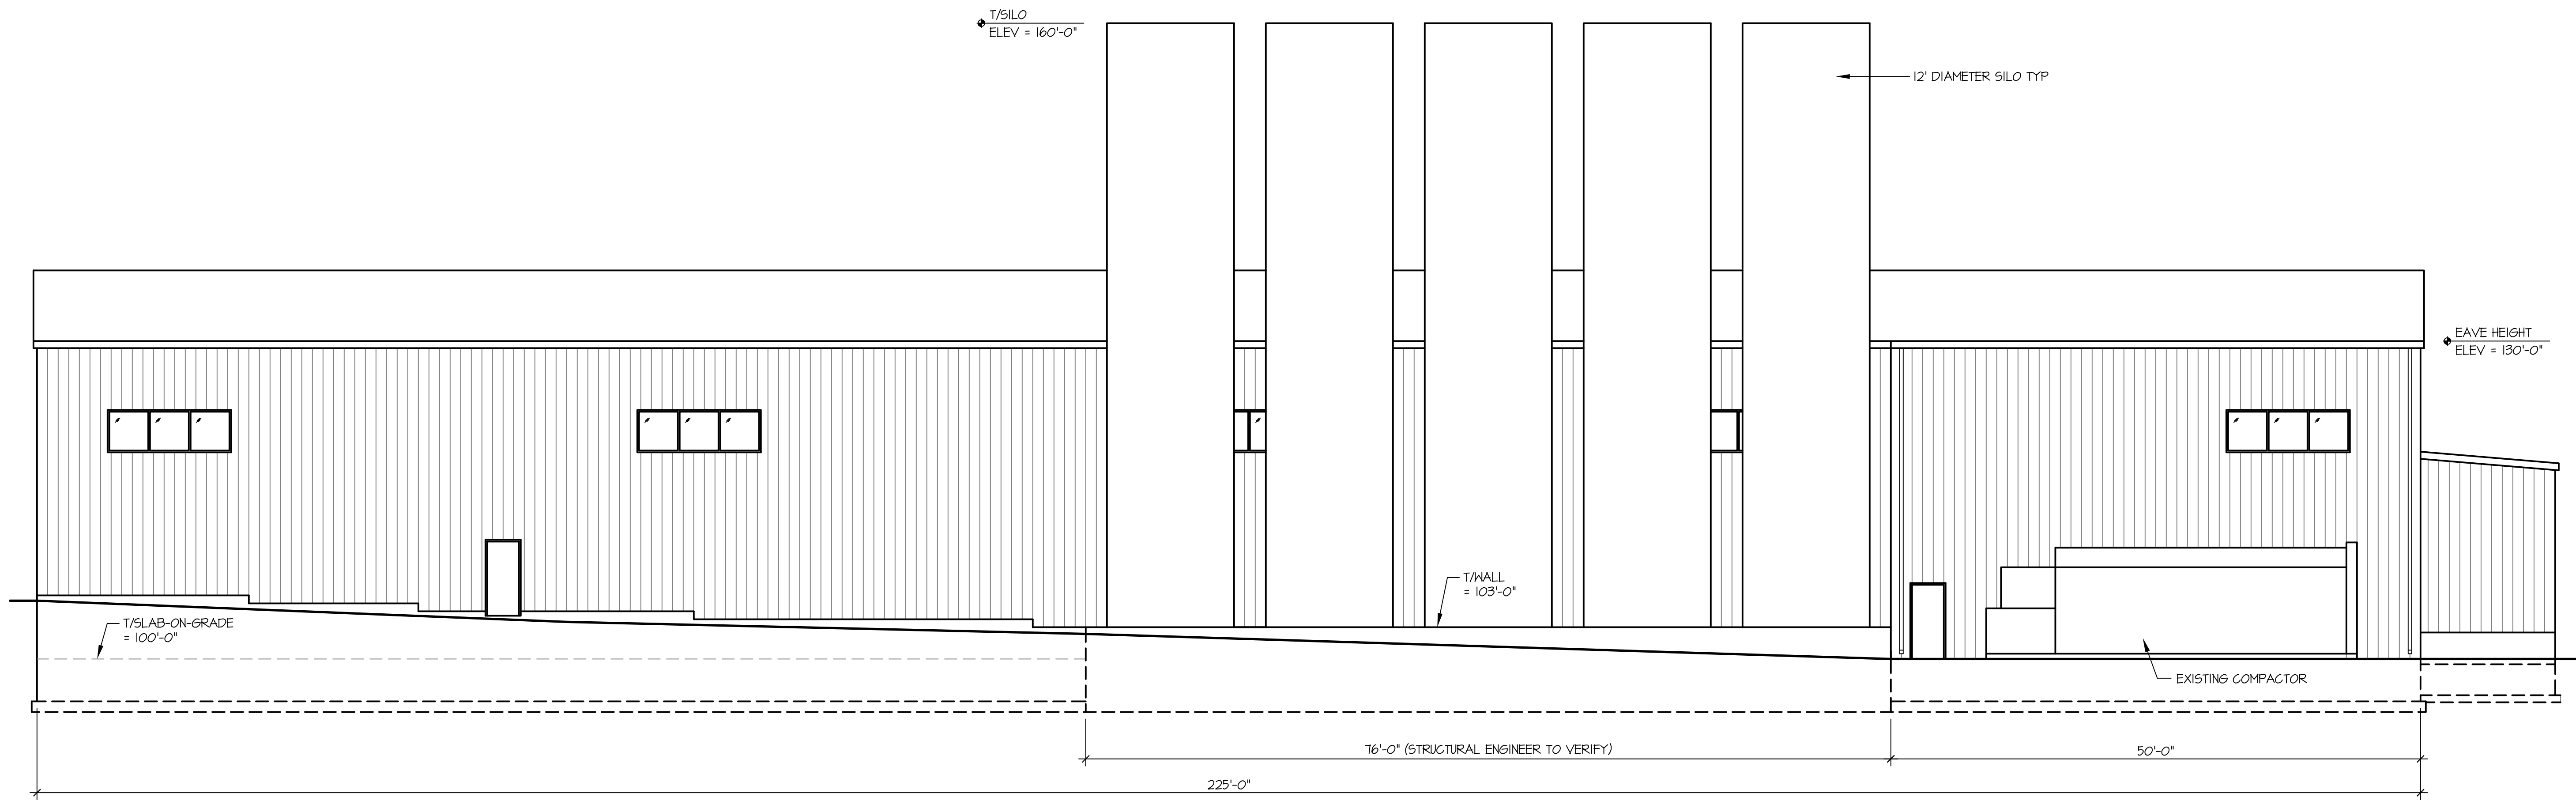 T/SILO
ELEV = 160'-0"
12' DIAMETER SILO TYP
EAVE HEIGHT
ELEV = 130'-0"
T/WALL
= 103'-0"
T/SLAB-ON-GRADE
= 100'-0"
EXISTING COMPACTOR
76'-0" (STRUCTURAL ENGINEER TO VERIFY)
50'-0"
225'-0"